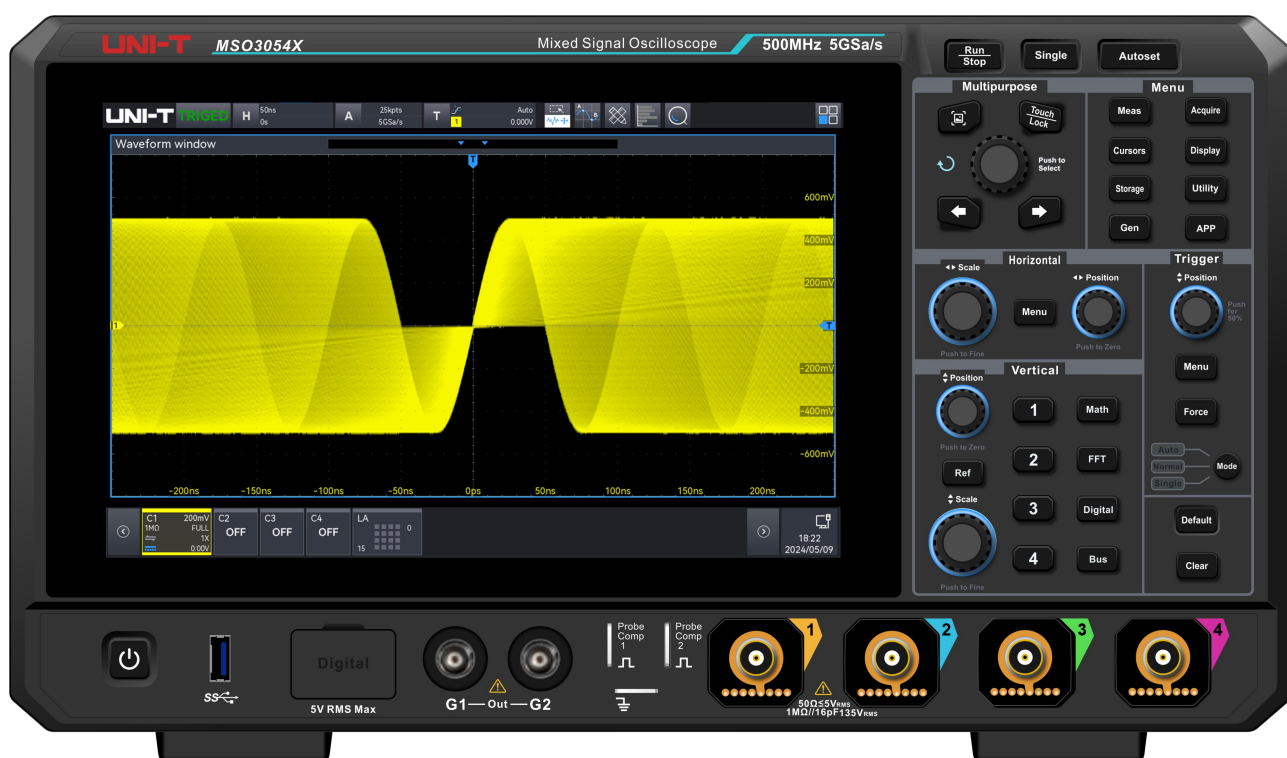 UNI-T MSO3054X Mixed Signal Oscilloscope 500MHz 5GSa/s
Run
Stop
Single
Autoset
UNI-T TRIGED H 50ns 0s A 25kpts 5GSa/s T 1 Auto 0.000V
Waveform window
T
600mV
400mV
200mV
1
T
-200mV
-400mV
-600mV
-200ns -150ns -100ns -50ns 0ps 50ns 100ns 150ns 200ns
C1 200mV
1MΩ FULL
1X
0.00V
C2
OFF
C3
OFF
C4
OFF
LA
0
15
18:22
2024/05/09
Multipurpose
Touch
Lock
Push to
Select
Menu
Meas Acquire
Cursors Display
Storage Utility
Gen APP
Horizontal
Scale
Menu
Position
Push to Fine
Push to Zero
Trigger
Position
Push
for
50%
Menu
Force
Auto
Normal
Single
Mode
Vertical
Position
Push to Zero
1 Math
2 FFT
Ref
Scale
3 Digital
4 Bus
Push to Fine
Default
Clear
SS
Digital
5V RMS Max
G1 Out G2
Probe
Comp
1
Probe
Comp
2
1
2
3
4
50Ω≤5VRMS
1MΩ//16pF135VRMS